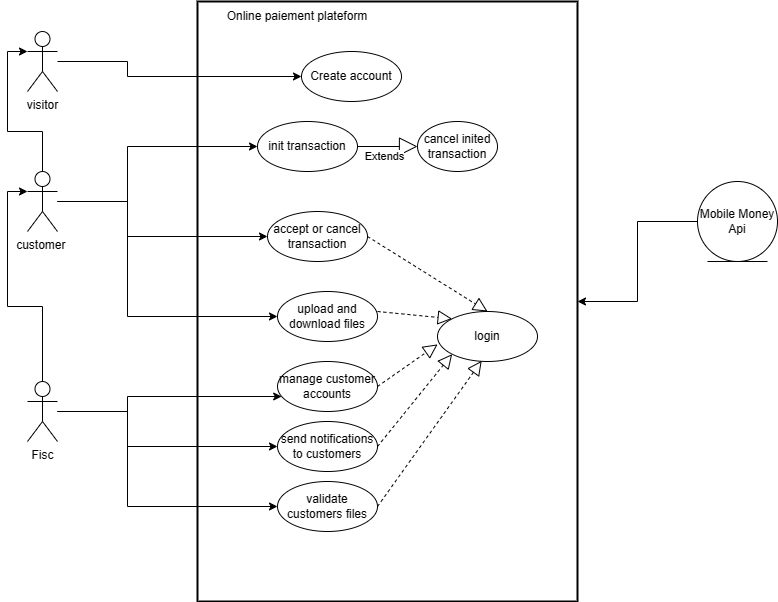 Online paiement plateform
visitor
Create account
init transaction
Extends
cancel inited
transaction
customer
accept or cancel
transaction
Mobile Money
Api
upload and
download files
login
manage customer
accounts
Fisc
send notifications
to customers
validate
customers files